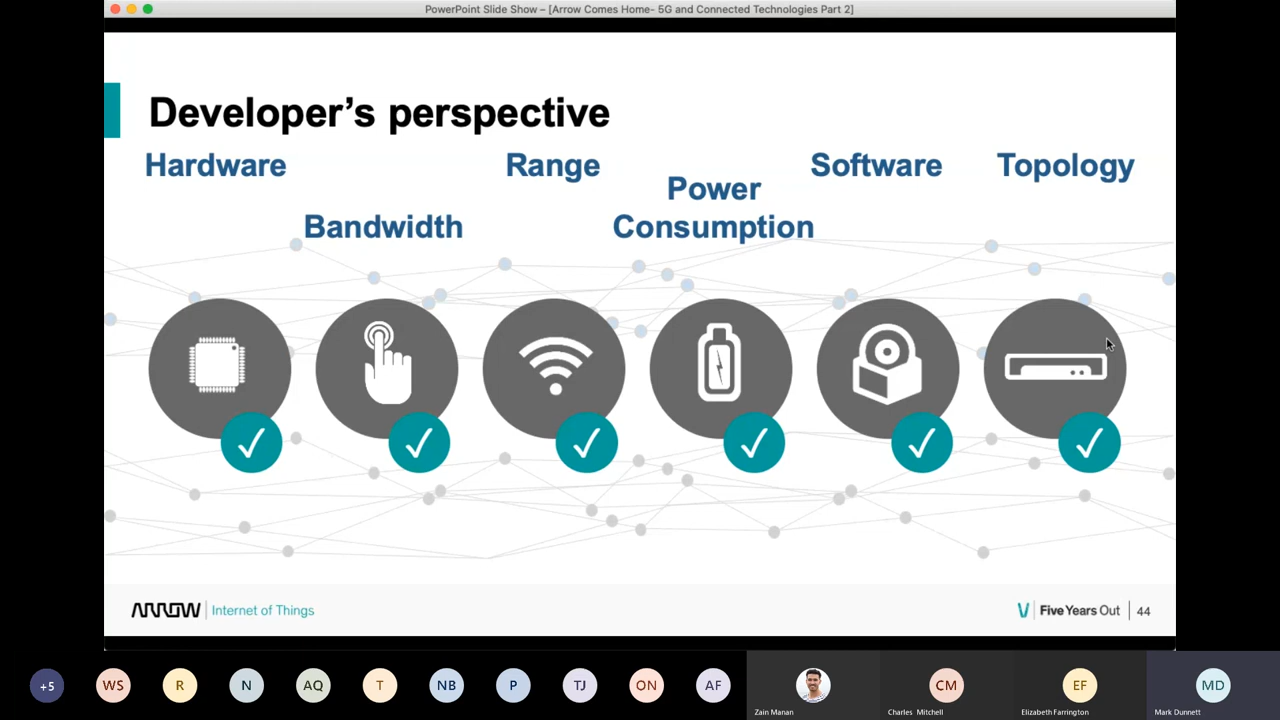 PowerPoint Slide Show – [Arrow Comes Home- 5G and Connected Technologies Part 2]
Developer’s perspective
Hardware
Bandwidth
Range
Power
Consumption
Software
Topology
ARROW Internet of Things
Five Years Out 44
+5 WS R N AQ T NB P TJ ON AF CM EF MD
Zain Manan Charles Mitchell Elizabeth Farrington Mark Dunnett